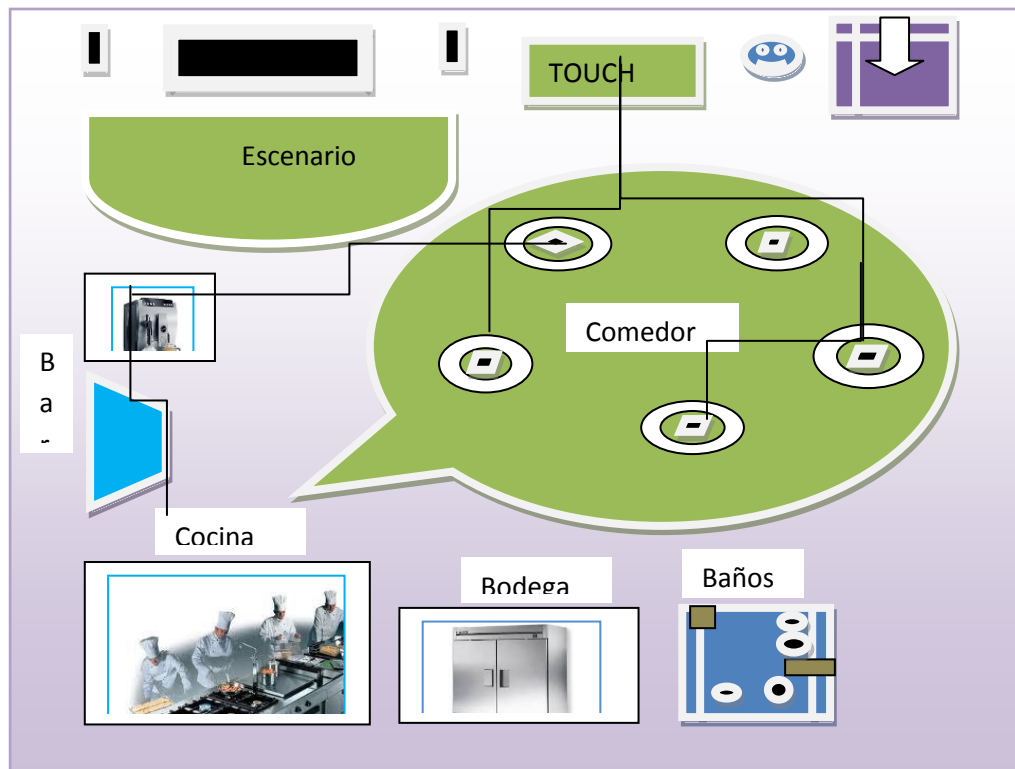 TOUCH
Escenario
Comedor
B
a
r
Cocina
Bodega
Baños